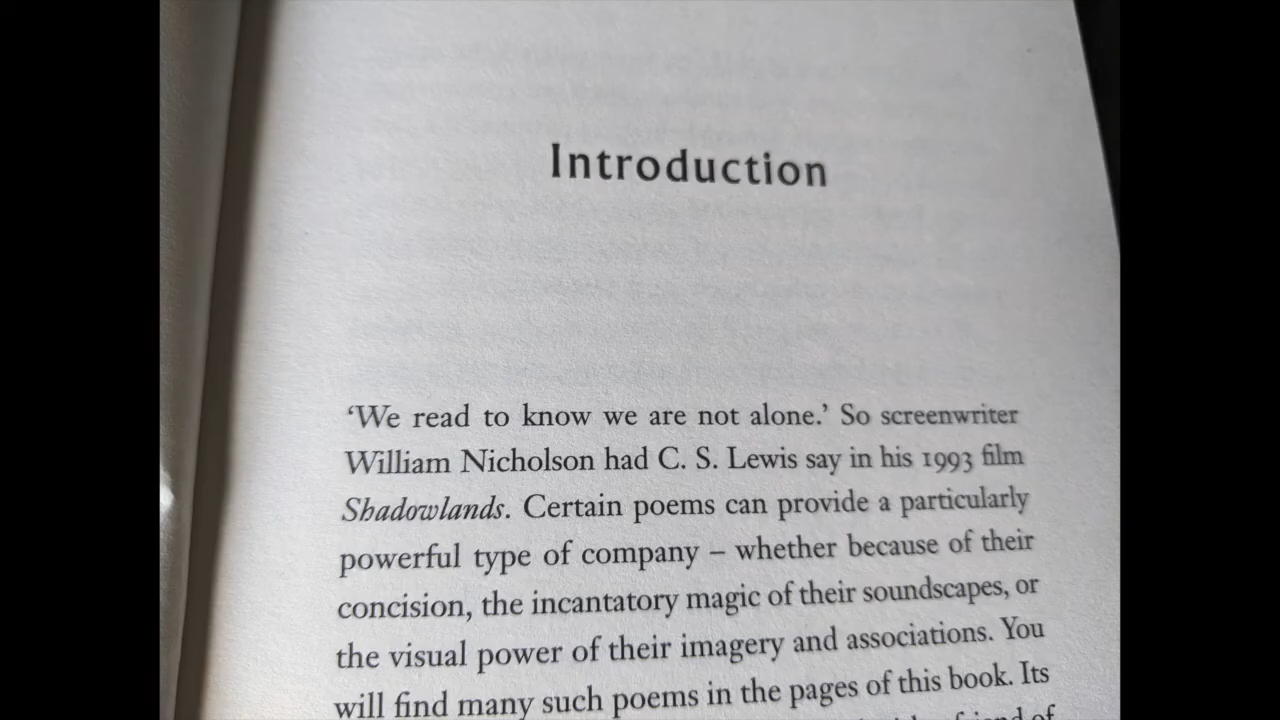 Introduction
‘We read to know we are not alone.’ So screenwriter
William Nicholson had C. S. Lewis say in his 1993 film
Shadowlands. Certain poems can provide a particularly
powerful type of company – whether because of their
concision, the incantatory magic of their soundscapes, or
the visual power of their imagery and associations. You
will find many such poems in the pages of this book. Its
friend of